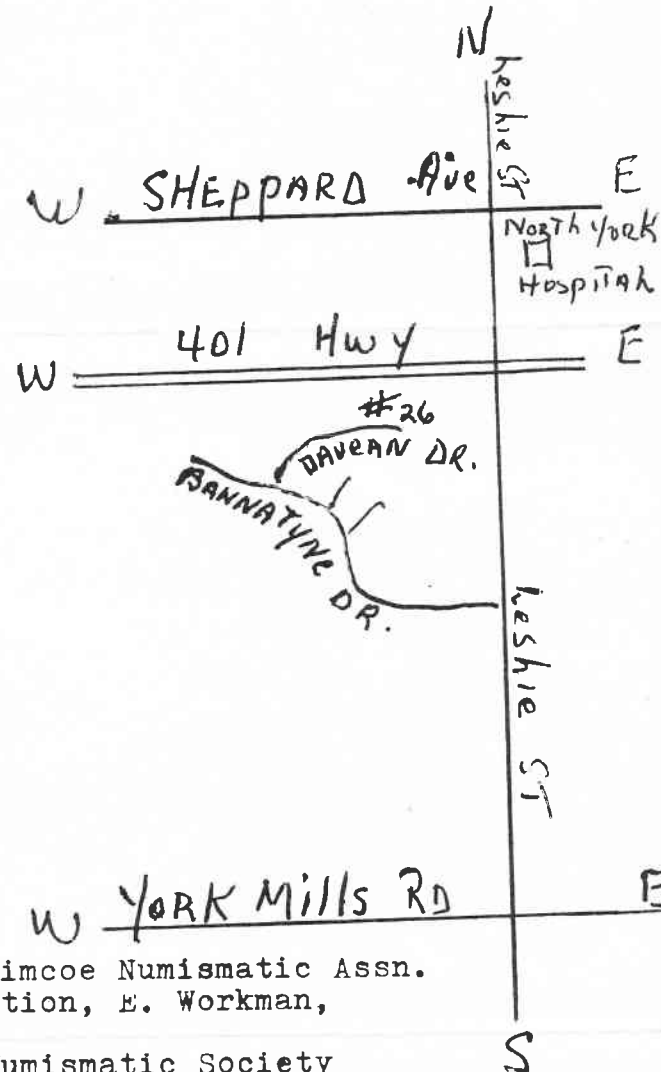 N
Leslie ST
W SHEPPARD Ave E
NORTH YORK
HOSPITAL
W 401 HWY E
#26
DAVEAN DR.
BANNATYNE DR.
Leslie ST
W YORK Mills RD E
imcoe Numismatic Assn.
tion, E. Workman,
umismatic Society
S